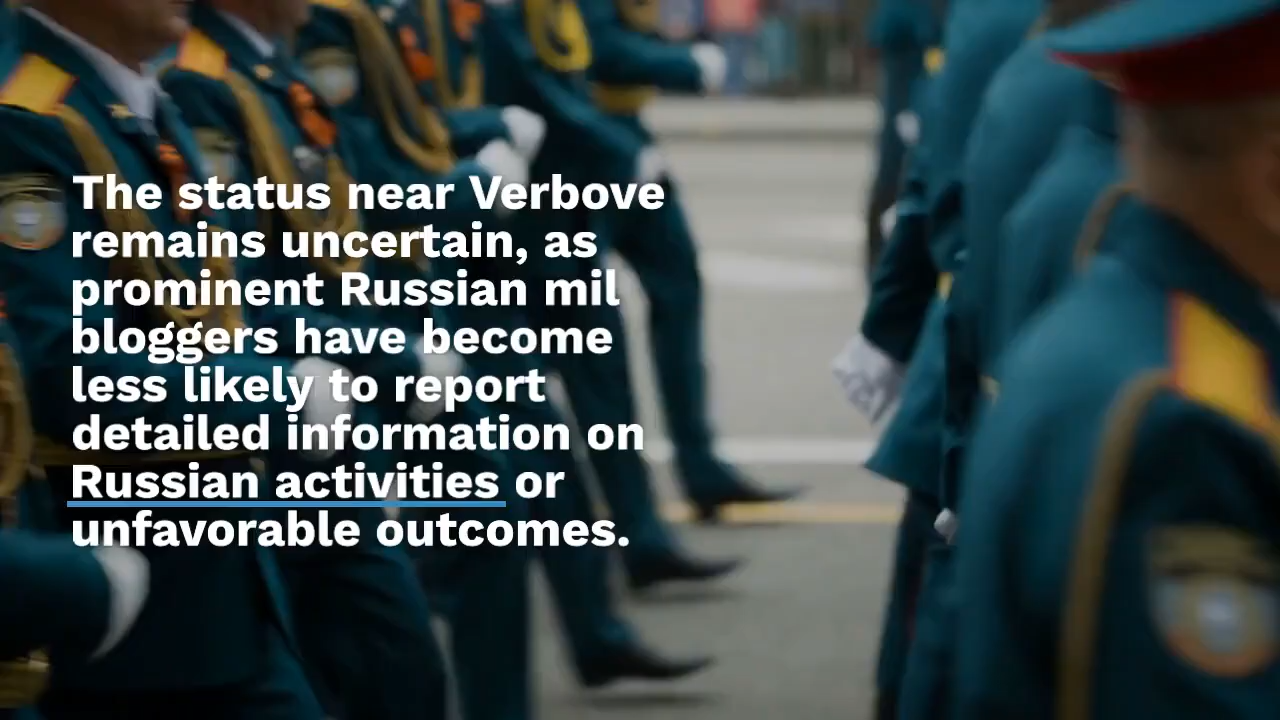 The status near Verbove
remains uncertain, as
prominent Russian mil
bloggers have become
less likely to report
detailed information on
Russian activities or
unfavorable outcomes.